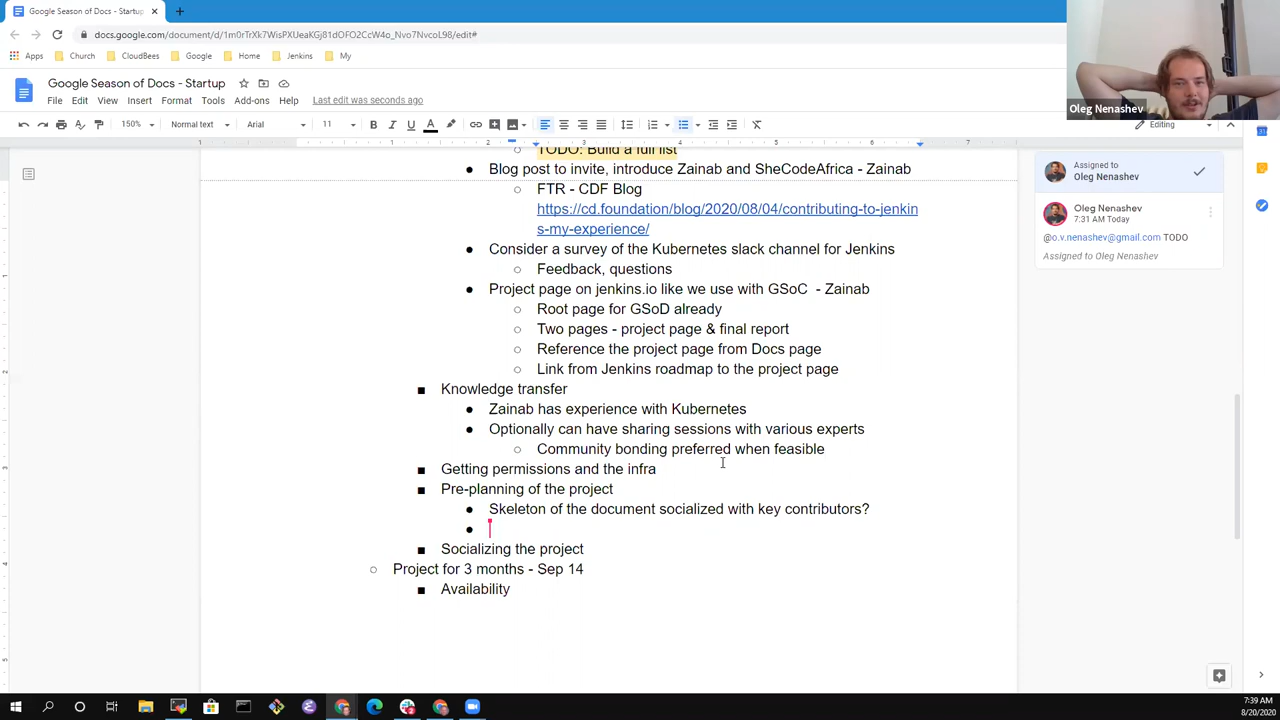 Google Season of Docs - Startup
docs.google.com/document/d/1m0rTrXk7WisPXUeaKGj81dOFO2CcW4o_Nvo7NvcoL98/edit#
Apps Church CloudBees Google Home Jenkins My
Google Season of Docs - Startup
File Edit View Insert Format Tools Add-ons Help Last edit was seconds ago
150% Normal text Arial 11 Editing
Oleg Nenashev
TODO: Build a full list
Blog post to invite, introduce Zainab and SheCodeAfrica - Zainab
FTR - CDF Blog
https://cd.foundation/blog/2020/08/04/contributing-to-jenkin
s-my-experience/
Consider a survey of the Kubernetes slack channel for Jenkins
Feedback, questions
Project page on jenkins.io like we use with GSoC - Zainab
Root page for GSoD already
Two pages - project page & final report
Reference the project page from Docs page
Link from Jenkins roadmap to the project page
Knowledge transfer
Zainab has experience with Kubernetes
Optionally can have sharing sessions with various experts
Community bonding preferred when feasible
Getting permissions and the infra
Pre-planning of the project
Skeleton of the document socialized with key contributors?
Socializing the project
Project for 3 months - Sep 14
Availability
Assigned to
Oleg Nenashev
Oleg Nenashev
7:31 AM Today
@o.v.nenashev@gmail.com TODO
Assigned to Oleg Nenashev
7:39 AM
8/20/2020